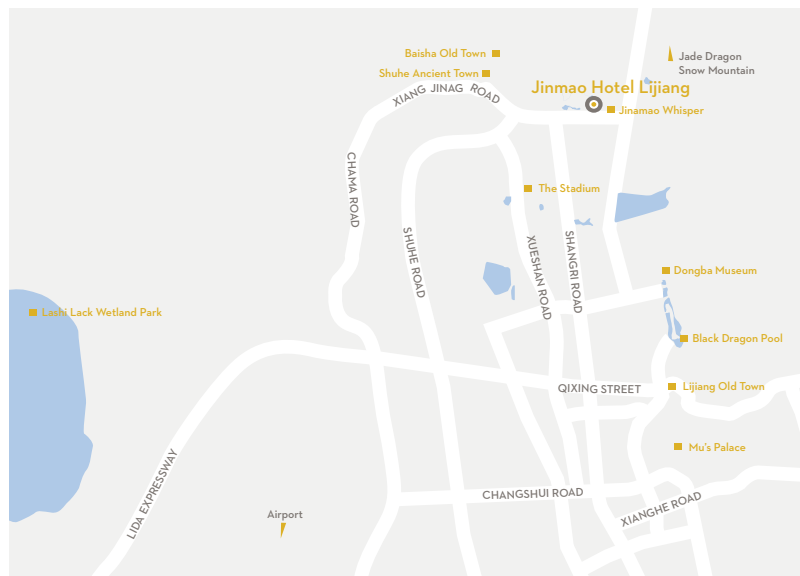 Baisha Old Town
Jade Dragon
Snow Mountain
Shuhe Ancient Town
Jinmao Hotel Lijiang
XIANG JINAG ROAD
Jinamao Whisper
CHAMA ROAD
The Stadium
SHUHE ROAD
XUESHAN ROAD
SHANGRI ROAD
Dongba Museum
Lashi Lack Wetland Park
Black Dragon Pool
QIXING STREET
Lijiang Old Town
Mu's Palace
LIDA EXPRESSWAY
CHANGSHUI ROAD
XIANGHE ROAD
Airport